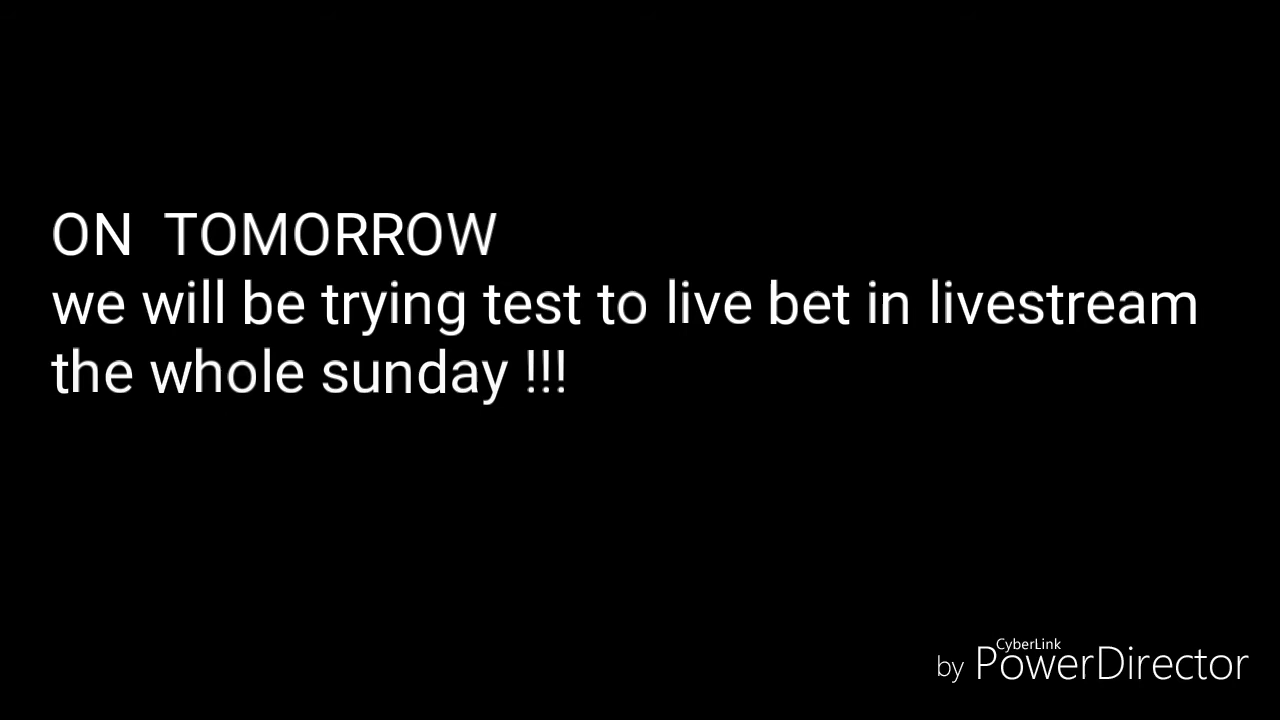 ON  TOMORROW
we will be trying test to live bet in livestream
the whole sunday !!!
by CyberLink PowerDirector